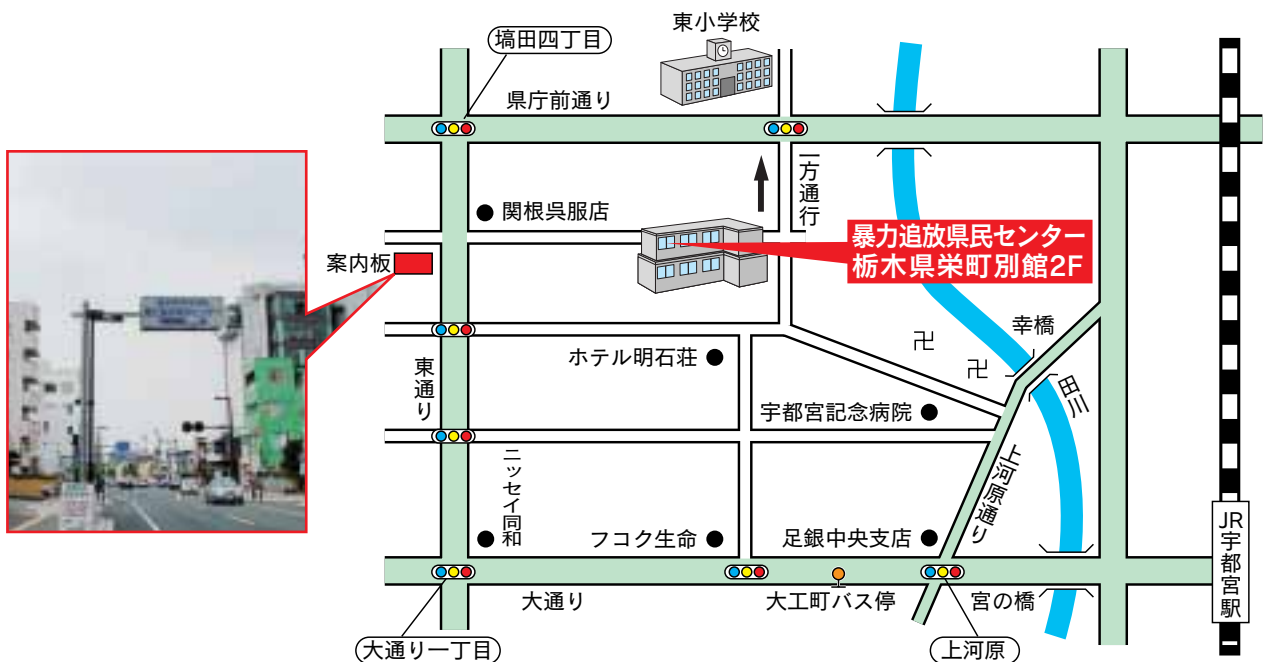 東小学校
塙田四丁目
県庁前通り
一方通行
関根呉服店
暴力追放県民センター
栃木県栄町別館2F
案内板
幸橋
ホテル明石荘
東通り
田川
宇都宮記念病院
上河原通り
ニッセイ同和
フコク生命
足銀中央支店
JR宇都宮駅
大通り
大工町バス停
宮の橋
大通り一丁目
上河原